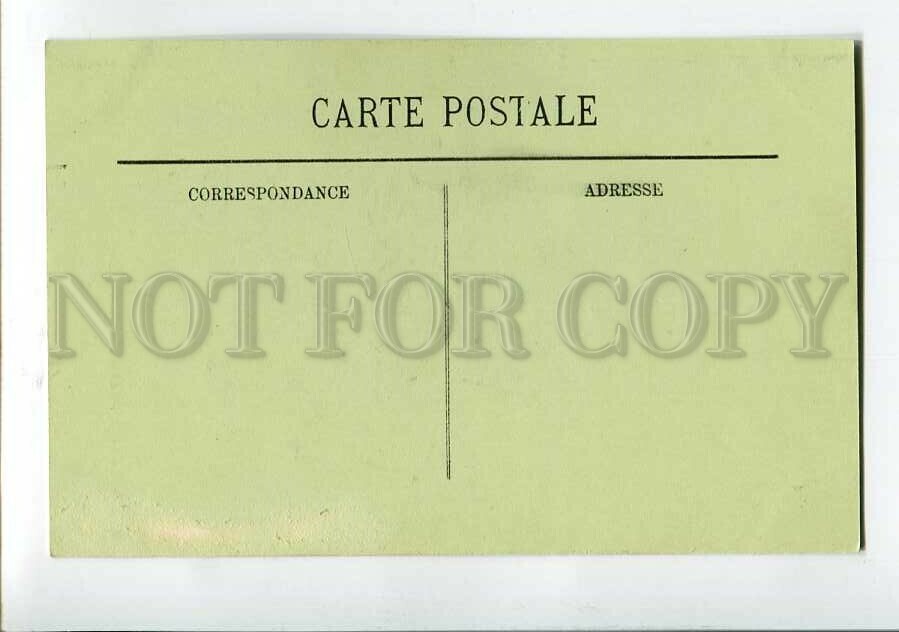 CARTE POSTALE
CORRESPONDANCE
ADRESSE
NOT FOR COPY